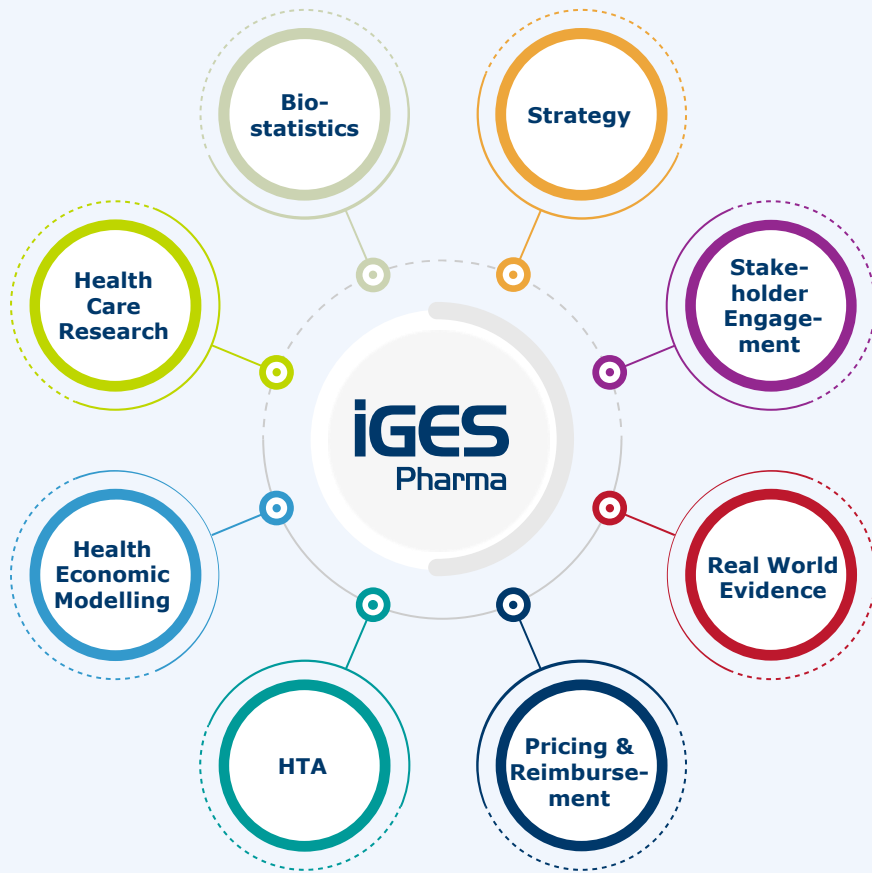 Bio-
statistics
Strategy
Health
Care
Research
Stake-
holder
Engage-
ment
iGES
Pharma
Health
Economic
Modelling
Real World
Evidence
HTA
Pricing &
Reimburse-
ment